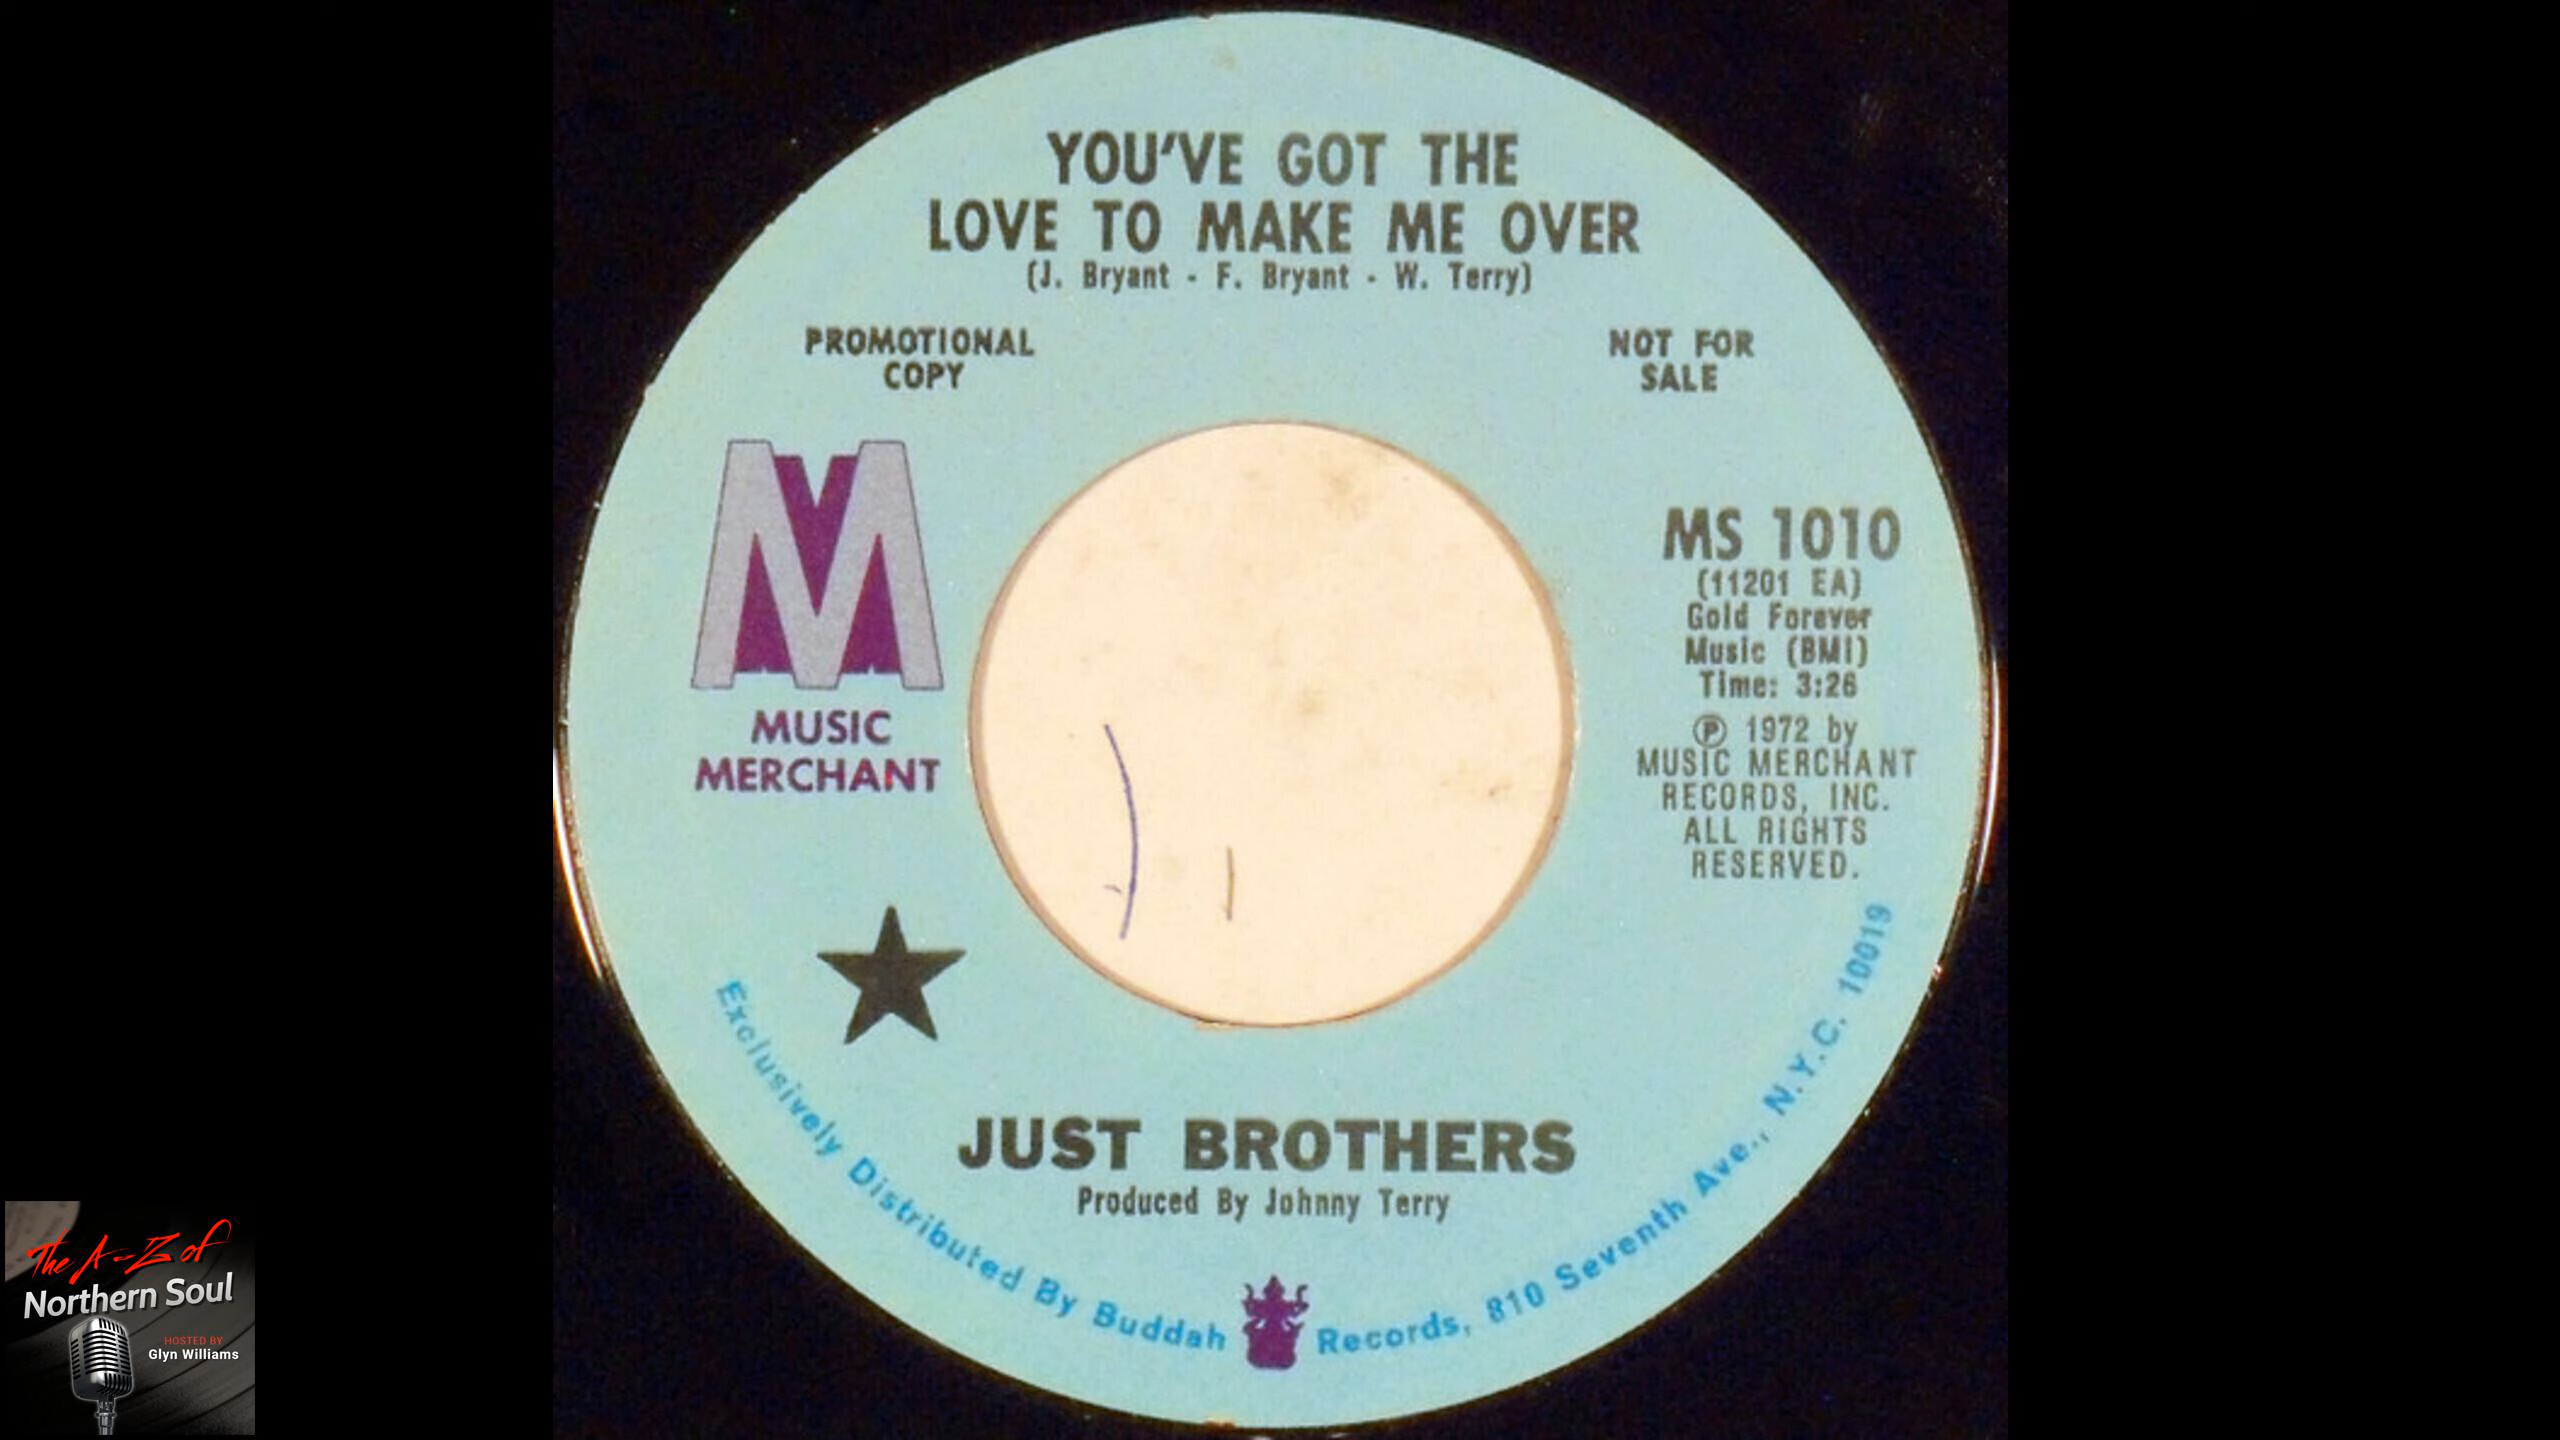 YOU'VE GOT THE
LOVE TO MAKE ME OVER
(J. Bryant - F. Bryant - W. Terry)
PROMOTIONAL
COPY
NOT FOR
SALE
M
MUSIC
MERCHANT
MS 1010
(11201 EA)
Gold Forever
Music (BMI)
Time: 3:26
Ⓟ 1972 by
MUSIC MERCHANT
RECORDS, INC.
ALL RIGHTS
RESERVED.
JUST BROTHERS
Produced By Johnny Terry
Exclusively Distributed By Buddah Records, 810 Seventh Ave., N.Y.C. 10019
The A-Z of
Northern Soul
HOSTED BY
Glyn Williams